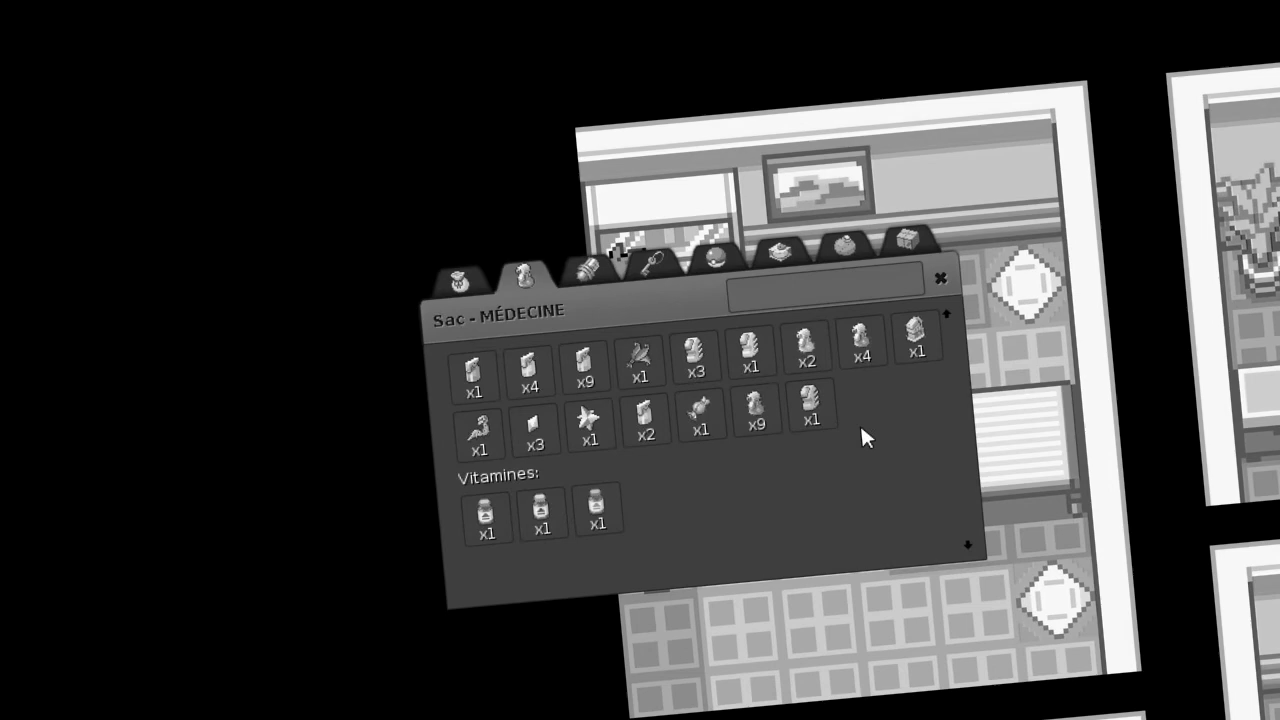 Sac - MÉDECINE
x1 x4 x9 x1 x3 x1 x2 x4 x1
x1 x3 x1 x2 x1 x9 x1
Vitamines:
x1 x1 x1